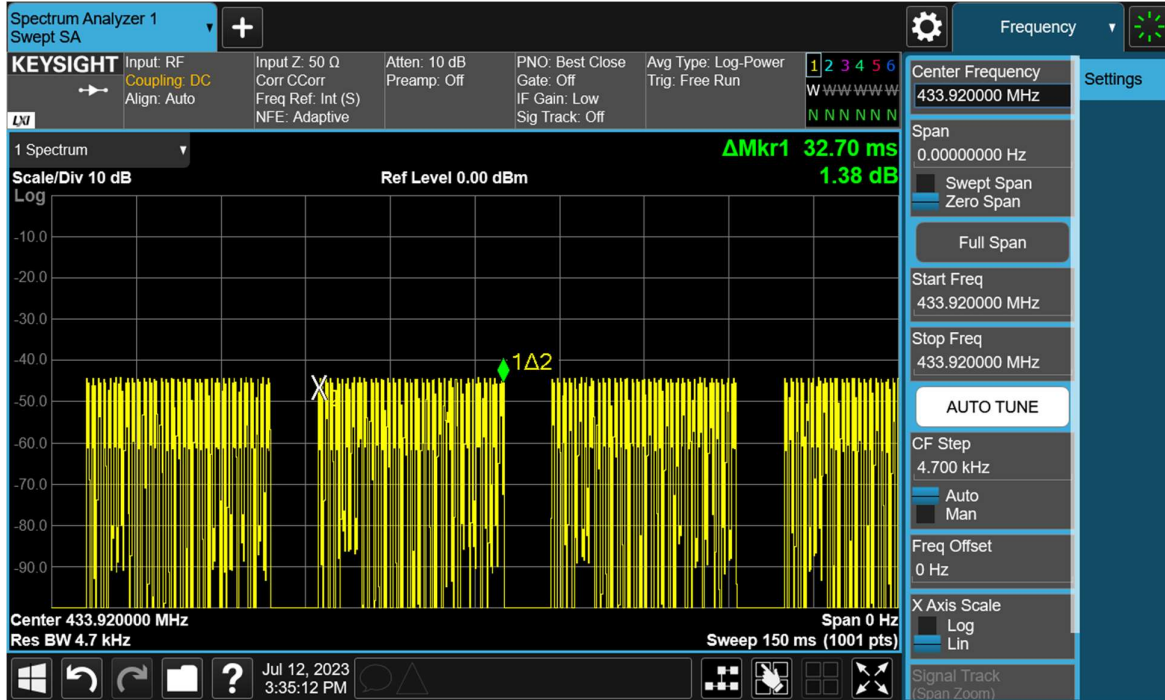 Spectrum Analyzer 1
Swept SA
+
Frequency
KEYSIGHT
LXI
Input: RF
Coupling: DC
Align: Auto
Input Z: 50 Ω
Corr CCorr
Freq Ref: Int (S)
NFE: Adaptive
Atten: 10 dB
Preamp: Off
PNO: Best Close
Gate: Off
IF Gain: Low
Sig Track: Off
Avg Type: Log-Power
Trig: Free Run
1 2 3 4 5 6
W W W W W W
N N N N N N
1 Spectrum
Scale/Div 10 dB
Ref Level 0.00 dBm
ΔMkr1 32.70 ms
1.38 dB
Log
-10.0
-20.0
-30.0
-40.0
-50.0
-60.0
-70.0
-80.0
-90.0
X
1Δ2
Center 433.920000 MHz
Res BW 4.7 kHz
Span 0 Hz
Sweep 150 ms (1001 pts)
Center Frequency
433.920000 MHz
Span
0.00000000 Hz
Swept Span
Zero Span
Full Span
Start Freq
433.920000 MHz
Stop Freq
433.920000 MHz
AUTO TUNE
CF Step
4.700 kHz
Auto
Man
Freq Offset
0 Hz
X Axis Scale
Log
Lin
Signal Track
(Span Zoom)
Settings
?
Jul 12, 2023
3:35:12 PM